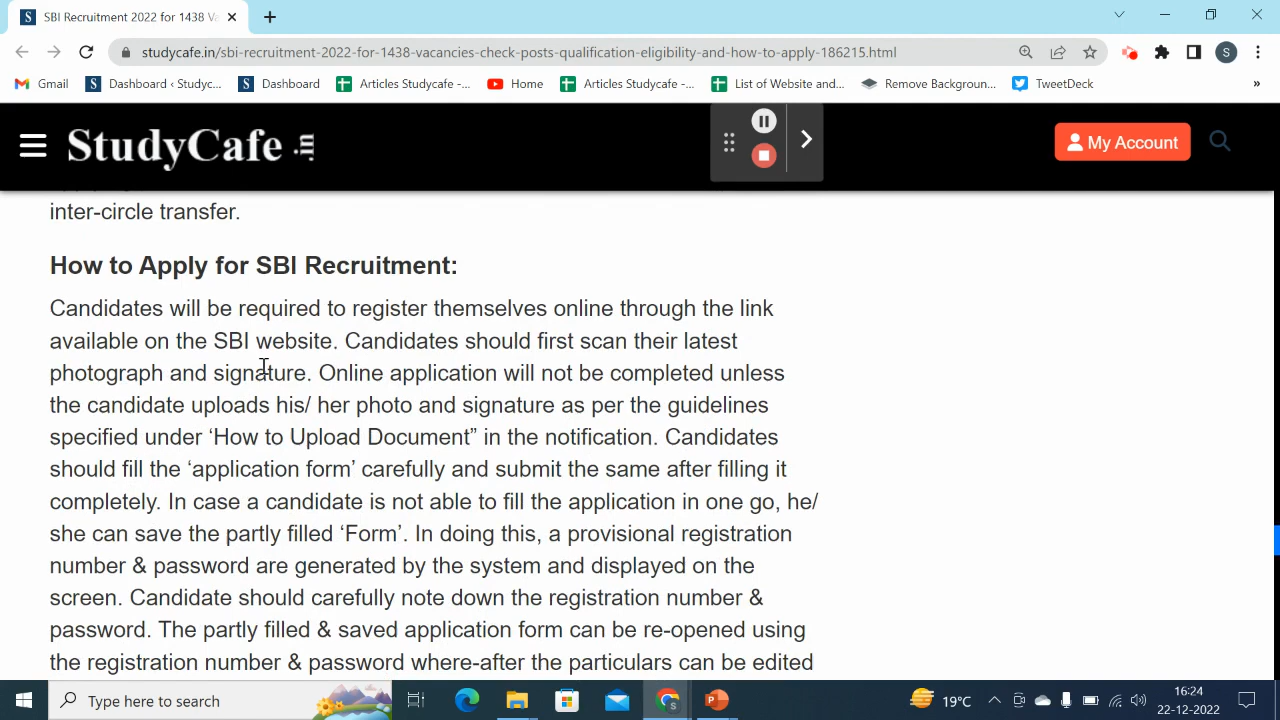 SBI Recruitment 2022 for 1438 Va
studycafe.in/sbi-recruitment-2022-for-1438-vacancies-check-posts-qualification-eligibility-and-how-to-apply-186215.html
S
Gmail
Dashboard ‹ Studyc...
Dashboard
Articles Studycafe -...
Home
Articles Studycafe -...
List of Website and...
Remove Backgroun...
TweetDeck
»
StudyCafe .in
My Account
inter-circle transfer.
How to Apply for SBI Recruitment:
Candidates will be required to register themselves online through the link
available on the SBI website. Candidates should first scan their latest
photograph and signature. Online application will not be completed unless
the candidate uploads his/ her photo and signature as per the guidelines
specified under ‘How to Upload Document” in the notification. Candidates
should fill the ‘application form’ carefully and submit the same after filling it
completely. In case a candidate is not able to fill the application in one go, he/
she can save the partly filled ‘Form’. In doing this, a provisional registration
number & password are generated by the system and displayed on the
screen. Candidate should carefully note down the registration number &
password. The partly filled & saved application form can be re-opened using
the registration number & password where-after the particulars can be edited
Type here to search
19°C
16:24
22-12-2022